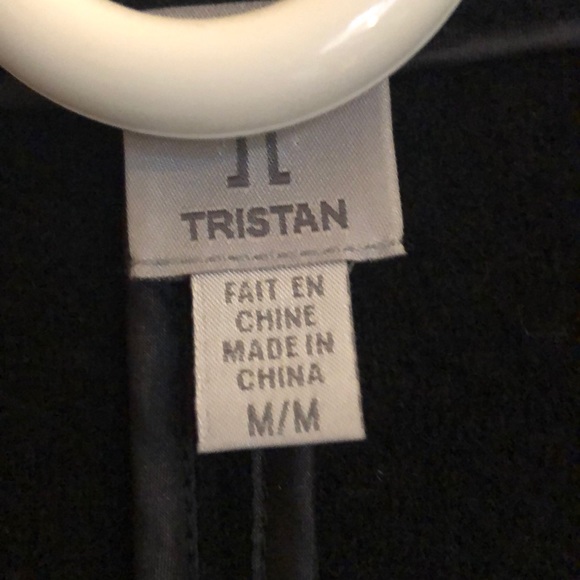 TRISTAN
FAIT EN
CHINE
MADE IN
CHINA
M/M